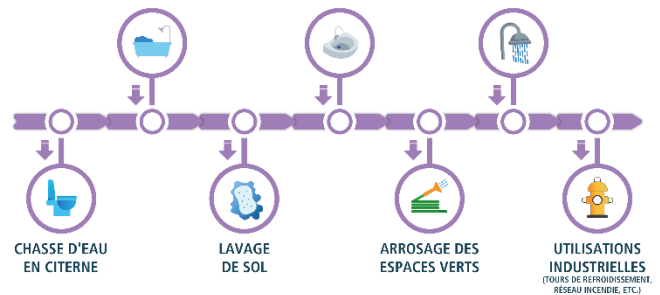 CHASSE D'EAU
EN CITERNE
LAVAGE
DE SOL
ARROSAGE DES
ESPACES VERTS
UTILISATIONS
INDUSTRIELLES
(TOURS DE REFROIDISSEMENT,
RÉSEAU INCENDIE, ETC.)